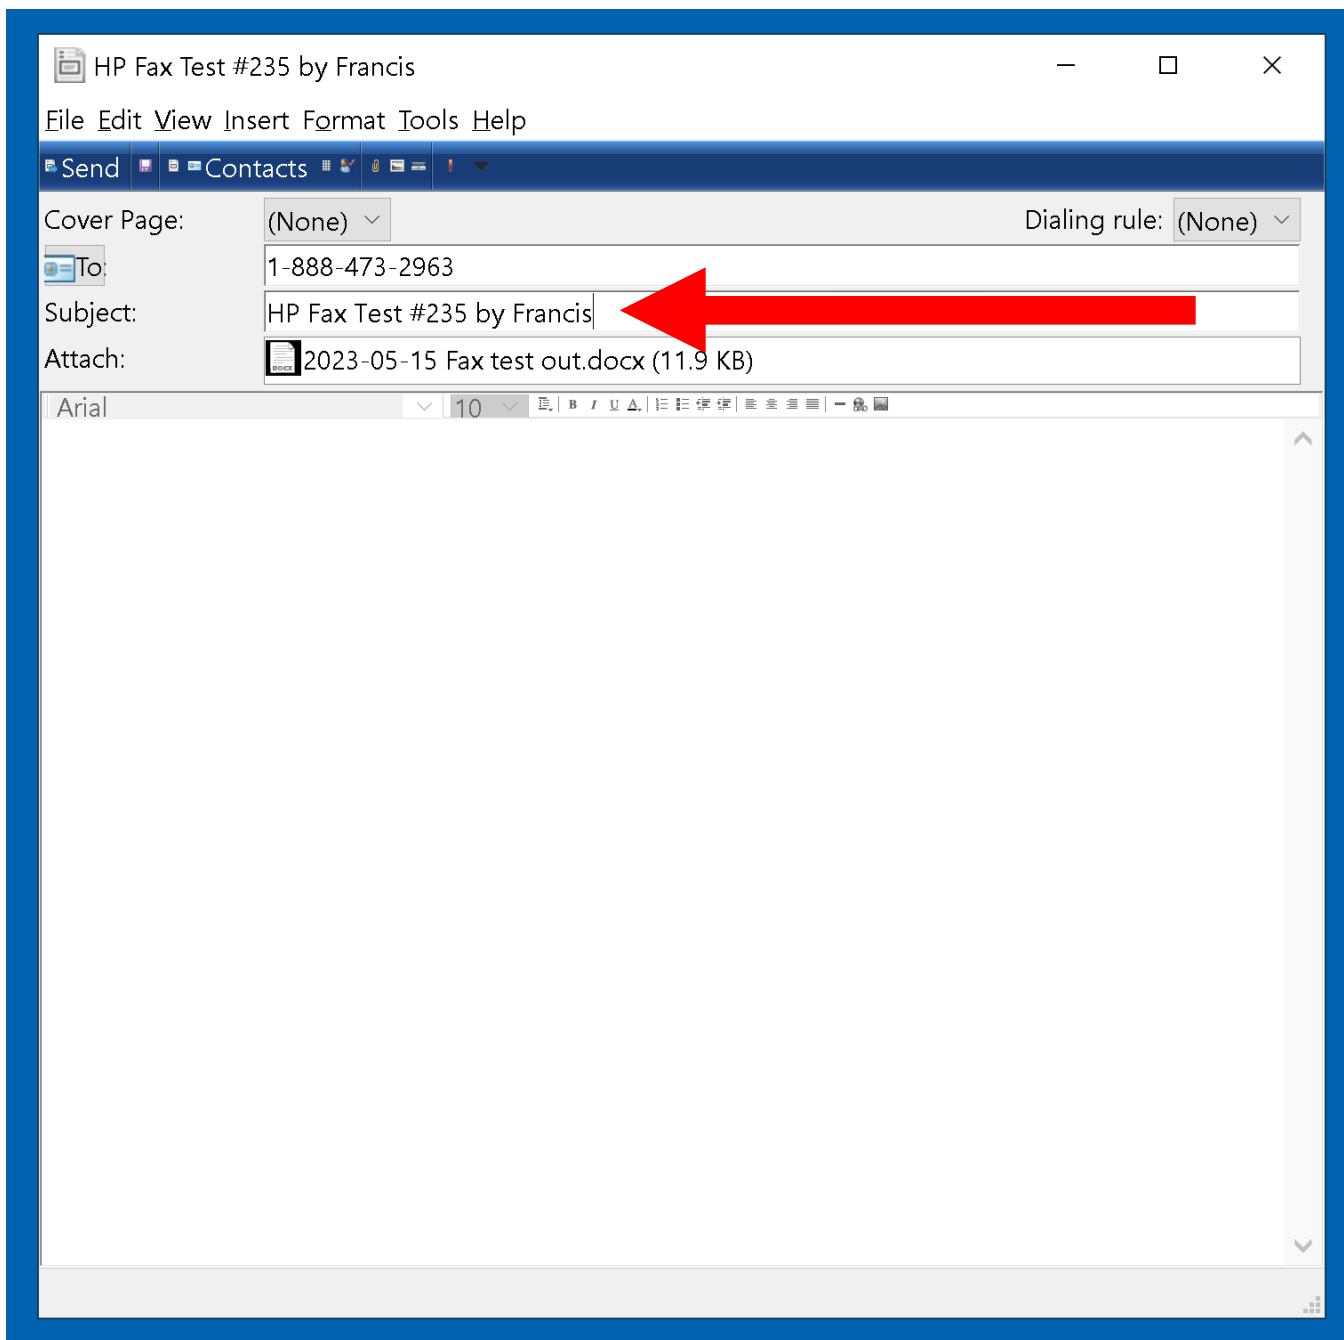 HP Fax Test #235 by Francis
File Edit View Insert Format Tools Help
Send Contacts
Cover Page: (None) Dialing rule: (None)
To: 1-888-473-2963
Subject: HP Fax Test #235 by Francis
Attach: DOCX 2023-05-15 Fax test out.docx (11.9 KB)
Arial 10 B I U A